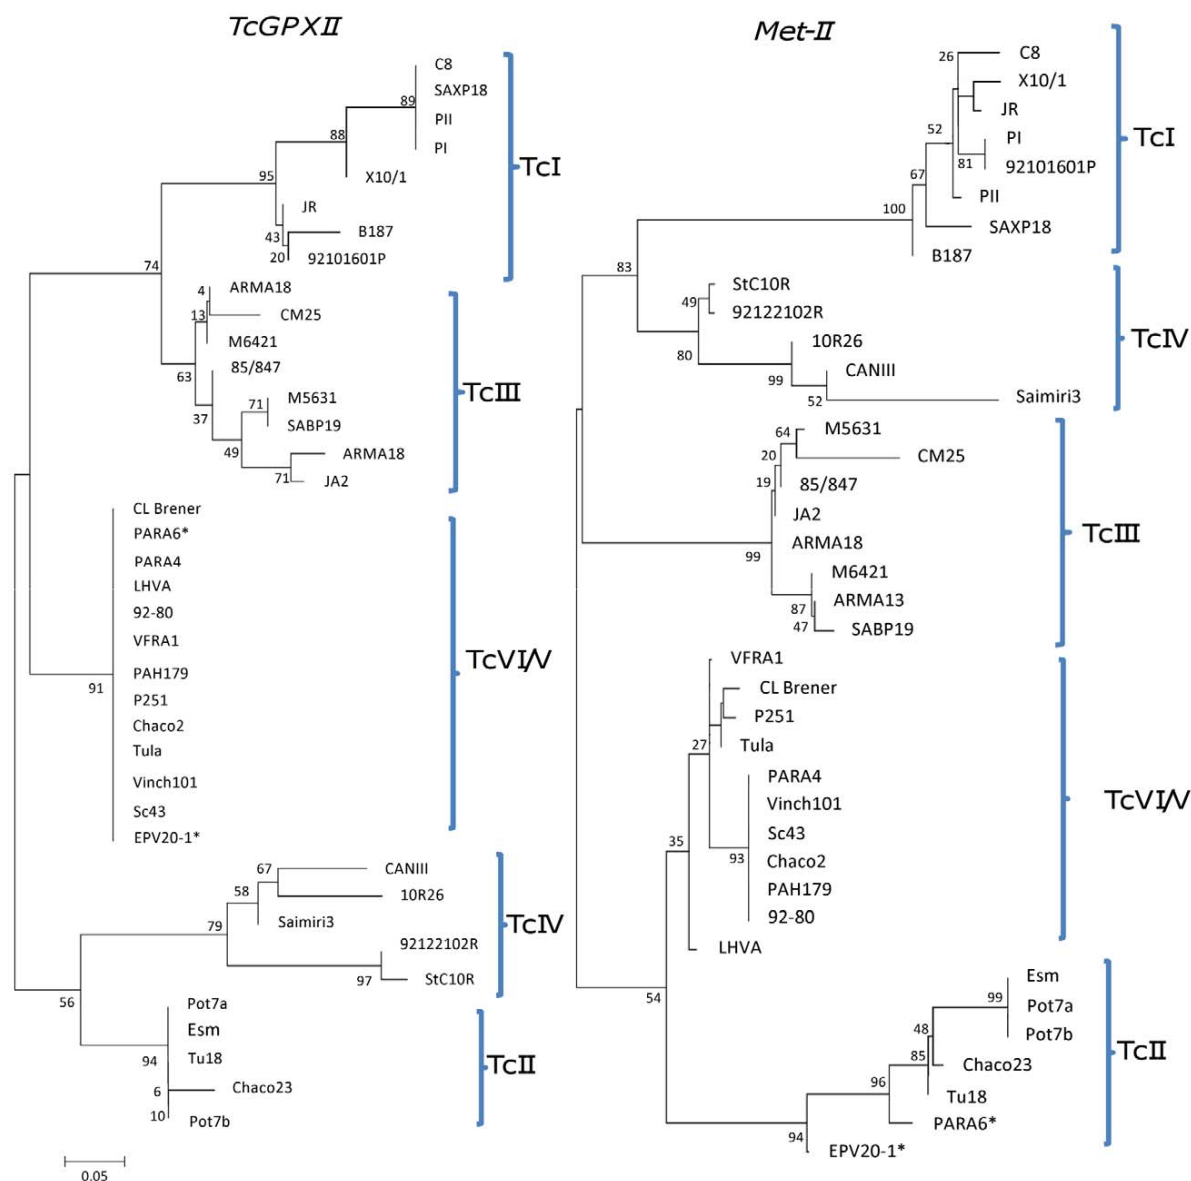 TcGPXII
C8
SAXP18
89
PII
88
PI
TcI
X10/1
95
JR
43
B187
20
92101601P
74
4
ARMA18
13
CM25
M6421
63
85/847
TcIII
37
71
M5631
SABP19
49
ARMA18
71
JA2
CL Brener
PARA6*
PARA4
LHVA
92-80
VFRA1
TcVI/V
PAH179
91
P251
Chaco2
Tula
Vinch101
Sc43
EPV20-1*
67
CANIII
58
10R26
79
Saimiri3
TcIV
92122102R
97
StC10R
56
Pot7a
Esm
94
Tu18
TcII
6
Chaco23
10
Pot7b
0.05
Met-II
26
C8
X10/1
JR
52
PI
TcI
81
92101601P
67
PII
100
SAXP18
B187
83
StC10R
49
92122102R
10R26
TcIV
80
CANIII
99
52
Saimiri3
64
M5631
20
CM25
19
85/847
JA2
TcIII
99
ARMA18
M6421
87
ARMA13
47
SABP19
VFRA1
CL Brener
P251
27
Tula
PARA4
Vinch101
TcVI/V
Sc43
35
93
Chaco2
PAH179
92-80
LHVA
54
Esm
99
Pot7a
48
Pot7b
85
Chaco23
TcII
96
Tu18
PARA6*
94
EPV20-1*